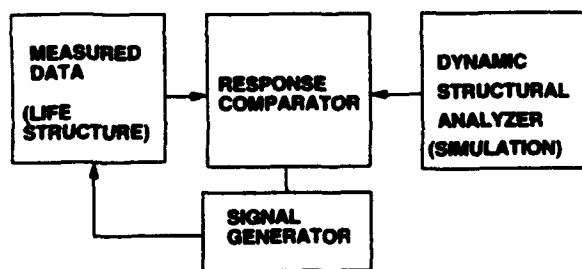 MEASURED
DATA
(LIFE
STRUCTURE)
RESPONSE
COMPARATOR
DYNAMIC
STRUCTURAL
ANALYZER
(SIMULATION)
SIGNAL
GENERATOR